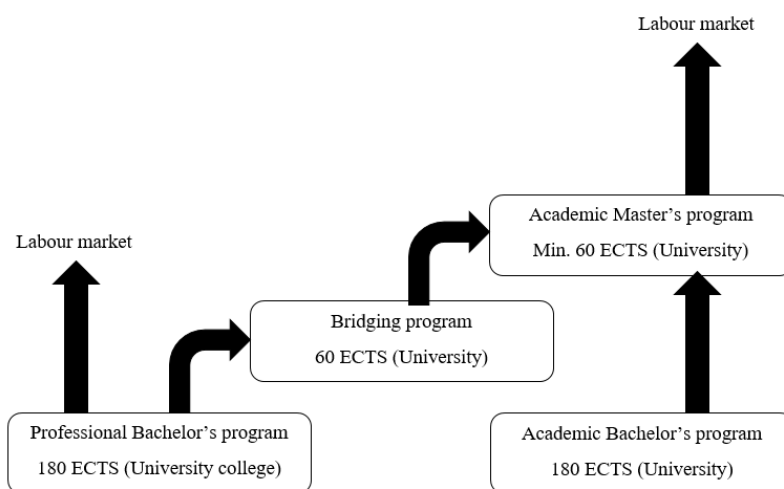 Labour market
Academic Master's program
Min. 60 ECTS (University)
Labour market
Bridging program
60 ECTS (University)
Professional Bachelor's program
180 ECTS (University college)
Academic Bachelor's program
180 ECTS (University)